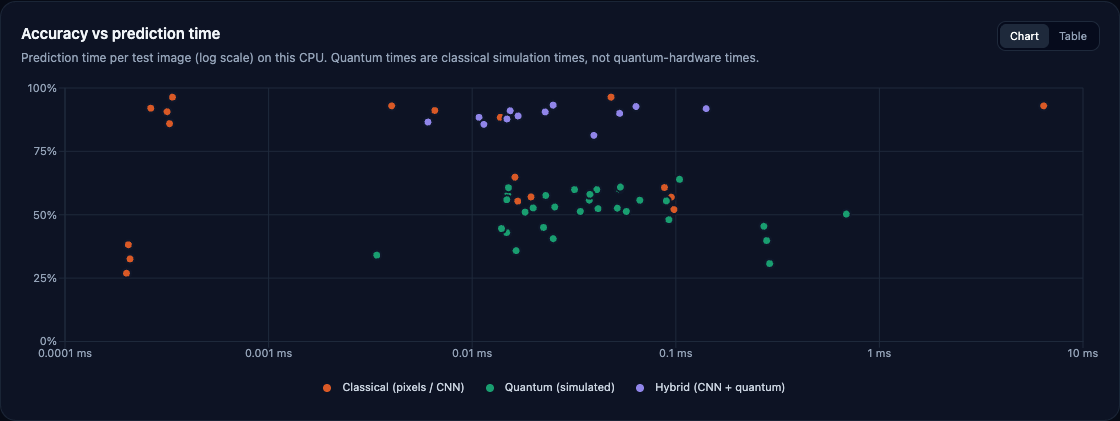 Accuracy vs prediction time
Chart
Table
Prediction time per test image (log scale) on this CPU. Quantum times are classical simulation times, not quantum-hardware times.
100%
75%
50%
25%
0%
0.0001 ms
0.001 ms
0.01 ms
0.1 ms
1 ms
10 ms
Classical (pixels / CNN)
Quantum (simulated)
Hybrid (CNN + quantum)